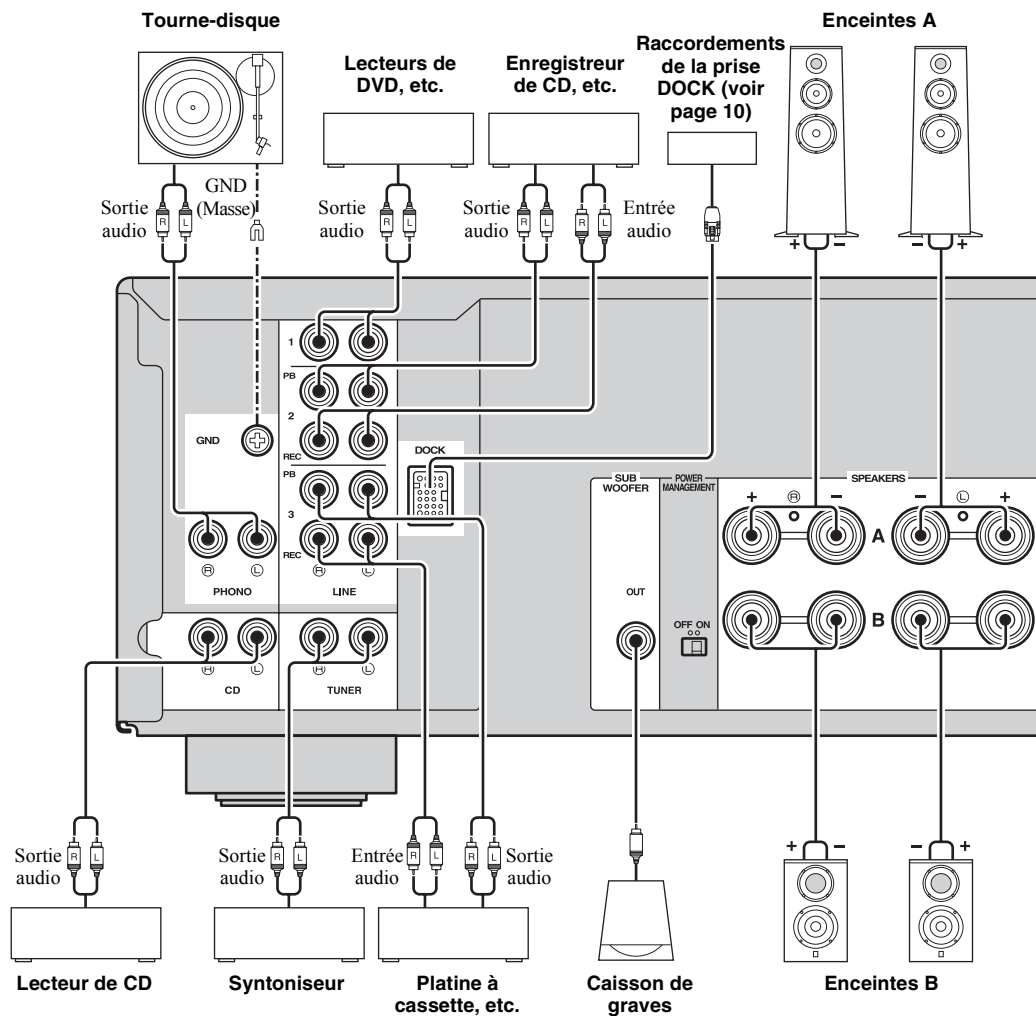 Tourne-disque
Enceintes A
Lecteurs de
DVD, etc.
Enregistreur
de CD, etc.
Raccordements
de la prise
DOCK (voir
page 10)
GND
(Masse)
Sortie
audio
R
L
Sortie
audio
R
L
Sortie
audio
R
L
R
L
Entrée
audio
+ −
− +
1
PB
2
REC
PB
3
REC
GND
DOCK
R
L
PHONO
R
L
LINE
R
L
CD
R
L
TUNER
SUB
WOOFER
OUT
POWER
MANAGEMENT
OFF ON
SPEAKERS
+ R −
− L +
A
B
Sortie
audio
R
L
Sortie
audio
R
L
Entrée
audio
R
L
R
L
Sortie
audio
+ −
− +
Lecteur de CD
Syntoniseur
Platine à
cassette, etc.
Caisson de
graves
Enceintes B